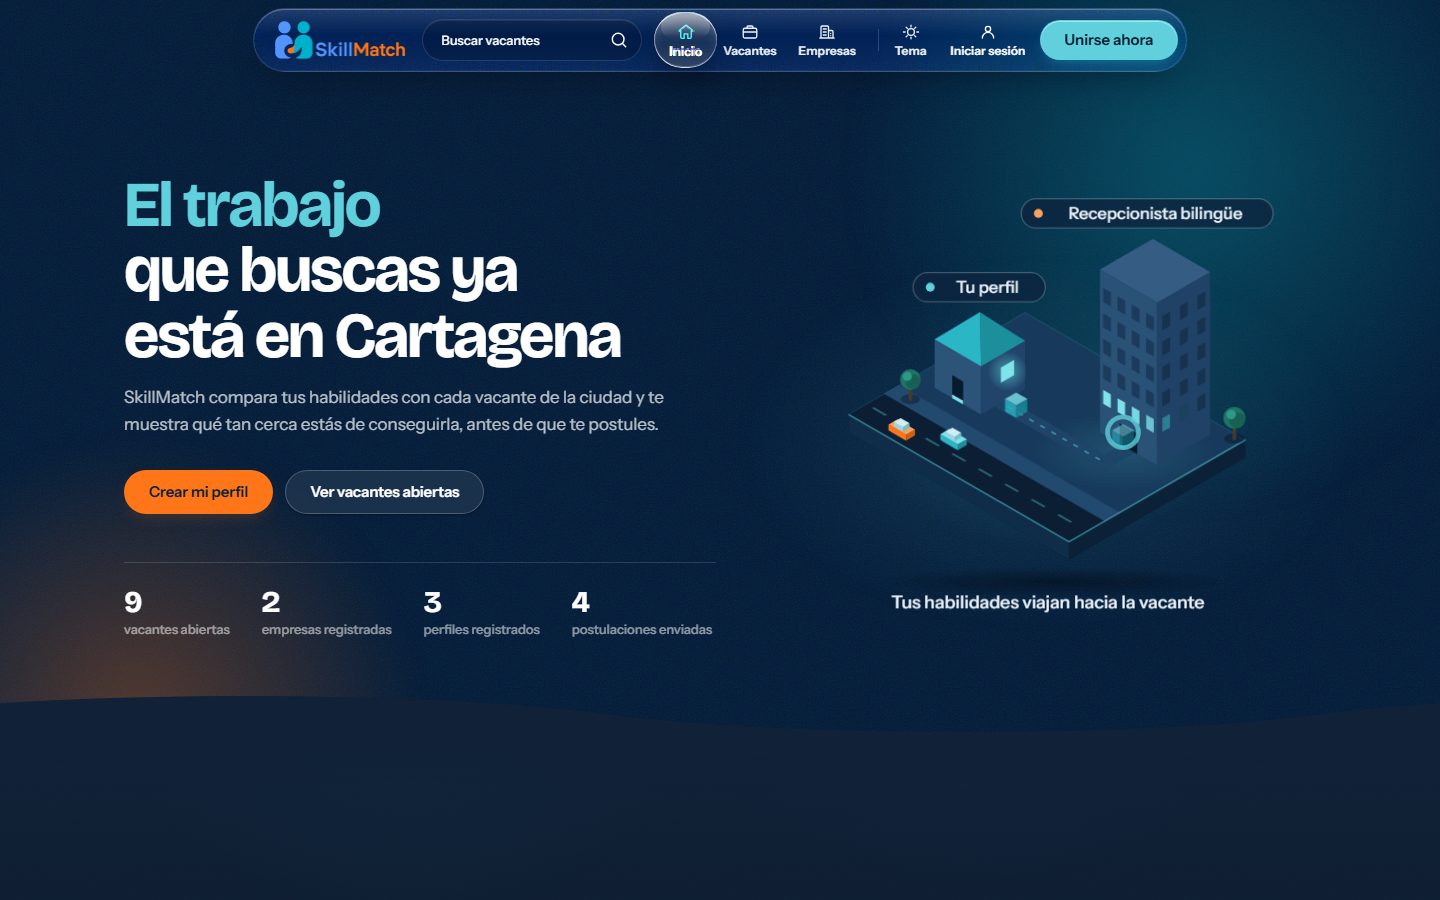 SkillMatch
Buscar vacantes
Inicio
Vacantes
Empresas
Tema
Iniciar sesión
Unirse ahora
El trabajo
que buscas ya
está en Cartagena
SkillMatch compara tus habilidades con cada vacante de la ciudad y te
muestra qué tan cerca estás de conseguirla, antes de que te postules.
Crear mi perfil
Ver vacantes abiertas
9
vacantes abiertas
2
empresas registradas
3
perfiles registrados
4
postulaciones enviadas
Recepcionista bilingüe
Tu perfil
Tus habilidades viajan hacia la vacante